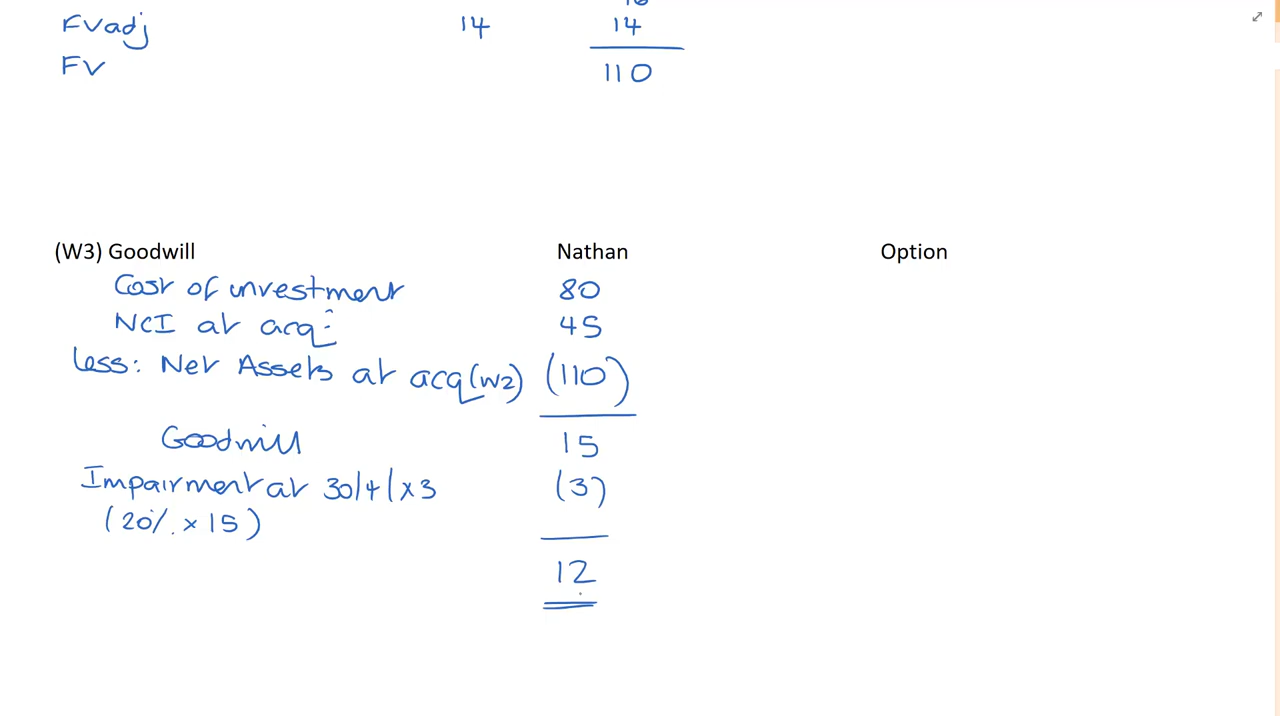 FVadj 14 14
FV 110
(W3) Goodwill Nathan Option
Cost of investment 80
NCI at acq: 45
less: Net Assets at acq(W2) (110)
Goodwill 15
Impairment at 30/4/x3 (3)
(20% × 15)
12